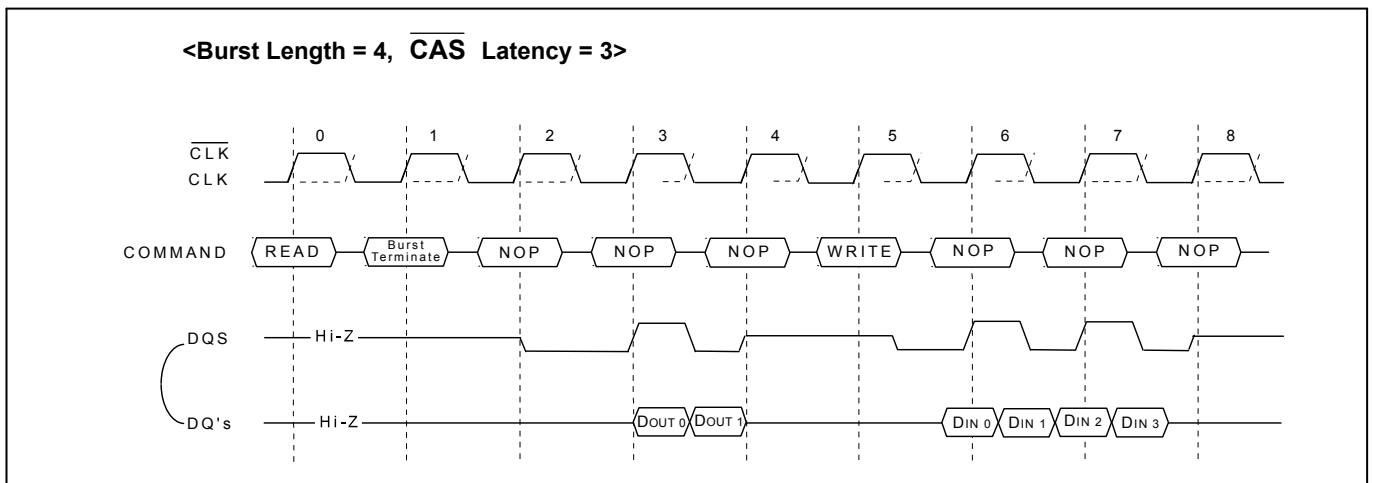 <Burst Length = 4, CAS Latency = 3>
0 1 2 3 4 5 6 7 8
CLK
CLK
COMMAND READ Burst Terminate NOP NOP NOP WRITE NOP NOP NOP
DQS Hi-Z
DQ's Hi-Z DOUT 0 DOUT 1 DIN 0 DIN 1 DIN 2 DIN 3